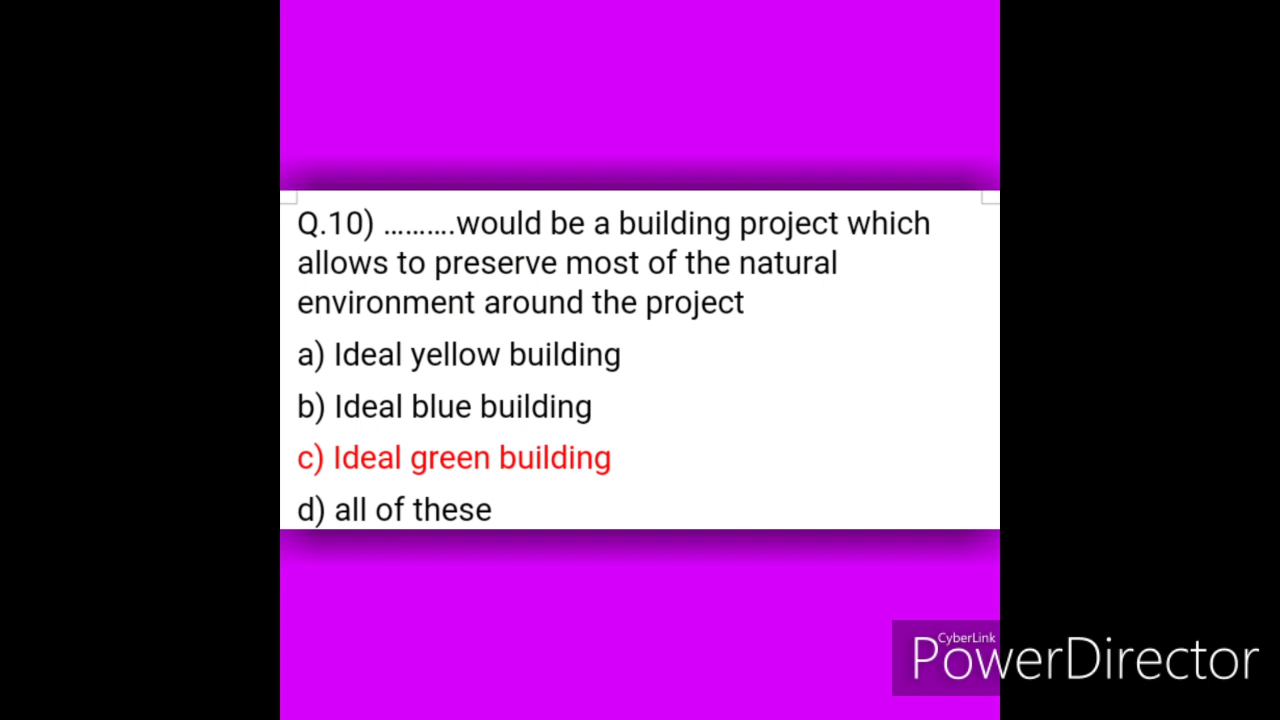 Q.10) ..........would be a building project which
allows to preserve most of the natural
environment around the project
a) Ideal yellow building
b) Ideal blue building
c) Ideal green building
d) all of these
CyberLink
PowerDirector